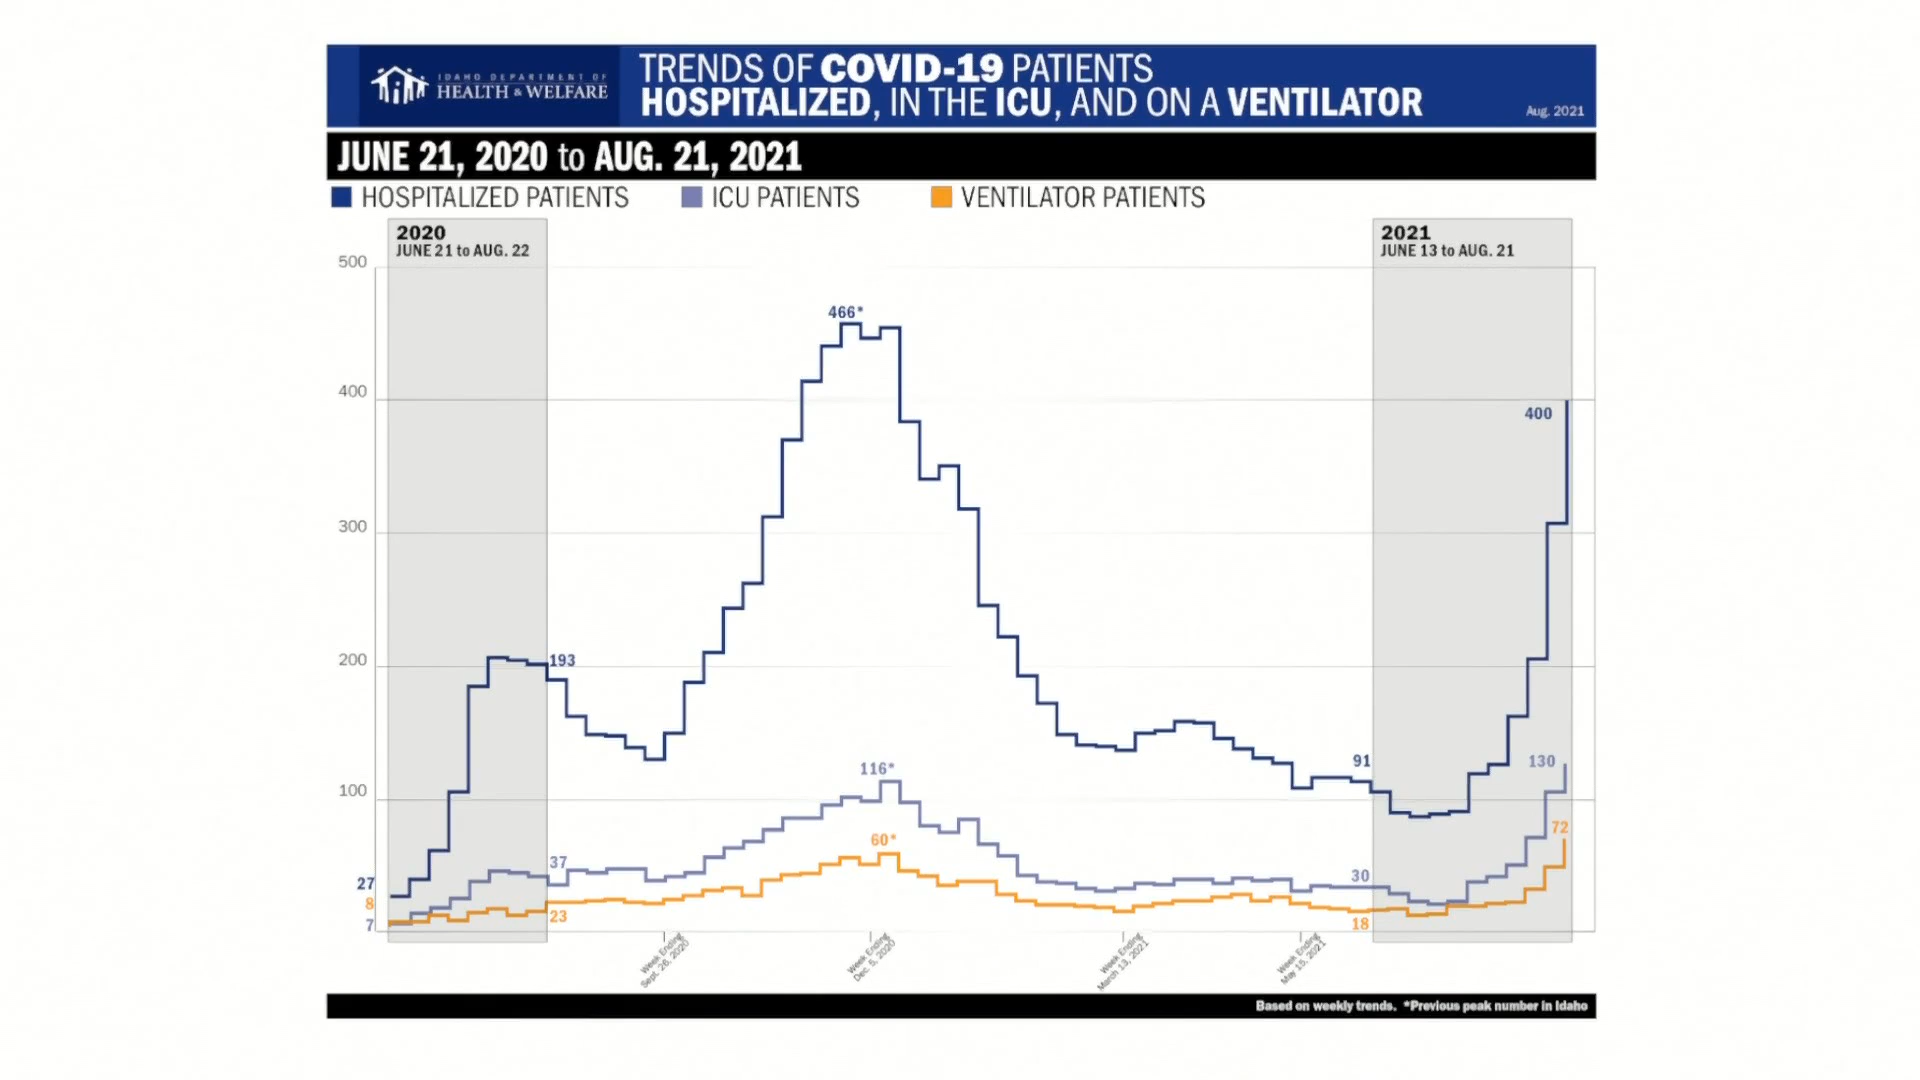 IDAHO DEPARTMENT OF
HEALTH & WELFARE
TRENDS OF COVID-19 PATIENTS
HOSPITALIZED, IN THE ICU, AND ON A VENTILATOR
Aug. 2021
JUNE 21, 2020 to AUG. 21, 2021
HOSPITALIZED PATIENTS
ICU PATIENTS
VENTILATOR PATIENTS
2020
JUNE 21 to AUG. 22
2021
JUNE 13 to AUG. 21
500
466*
400
400
300
200
193
116*
91
130
100
60*
72
37
27
30
8
23
7
18
Week Ending
Sept. 26, 2020
Week Ending
Dec. 5, 2020
Week Ending
March 13, 2021
Week Ending
May 15, 2021
Based on weekly trends. *Previous peak number in Idaho